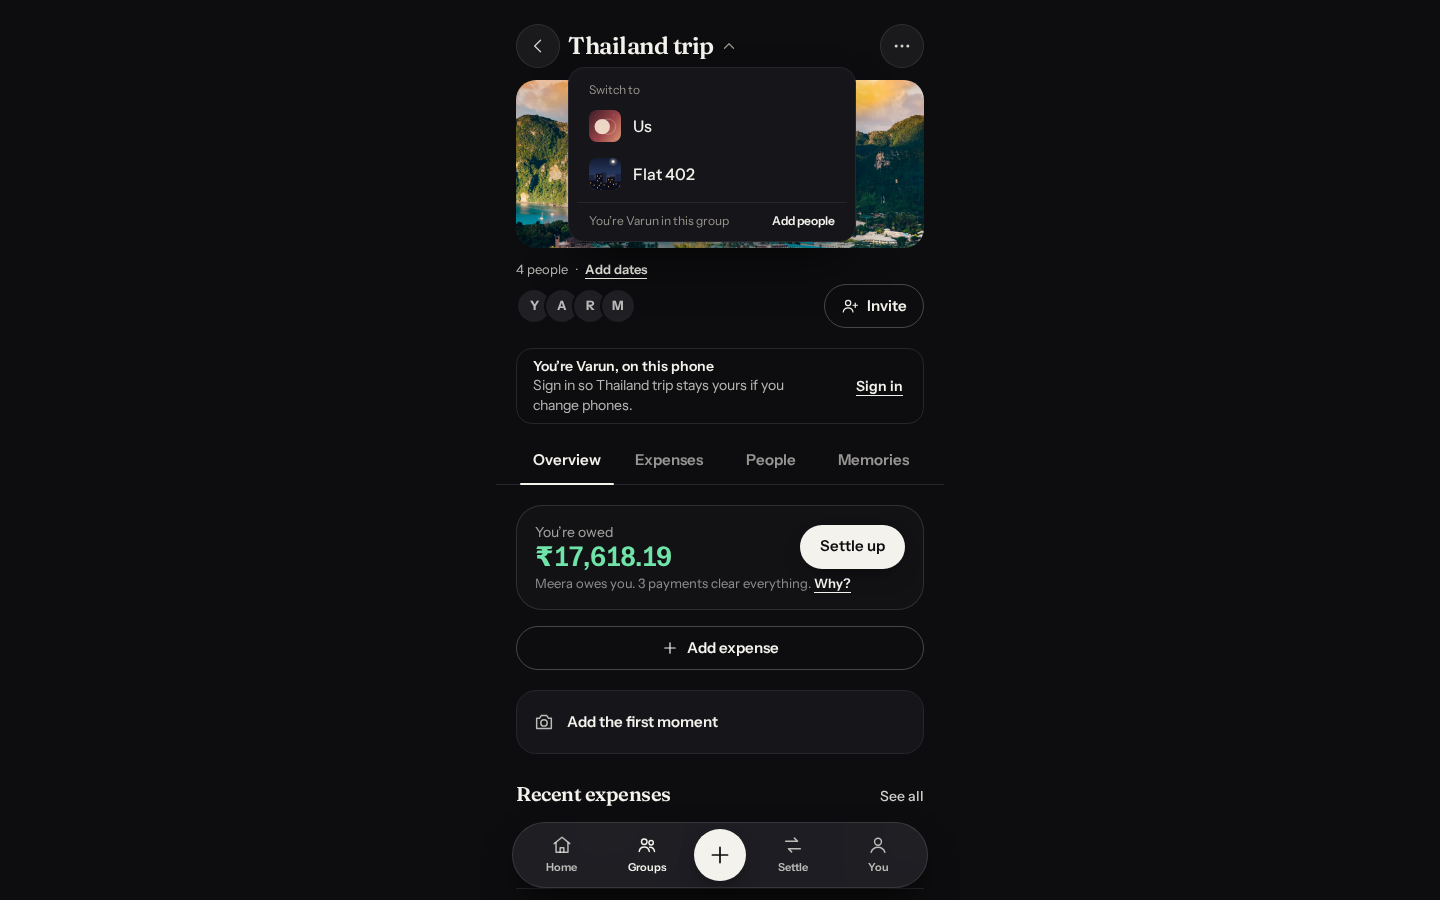 Thailand trip
Switch to
Us
Flat 402
You're Varun in this group
Add people
4 people · Add dates
Y A R M
Invite
You're Varun, on this phone
Sign in so Thailand trip stays yours if you
change phones.
Sign in
Overview
Expenses
People
Memories
You're owed
₹17,618.19
Settle up
Meera owes you. 3 payments clear everything. Why?
Add expense
Add the first moment
Recent expenses
See all
Home
Groups
Settle
You